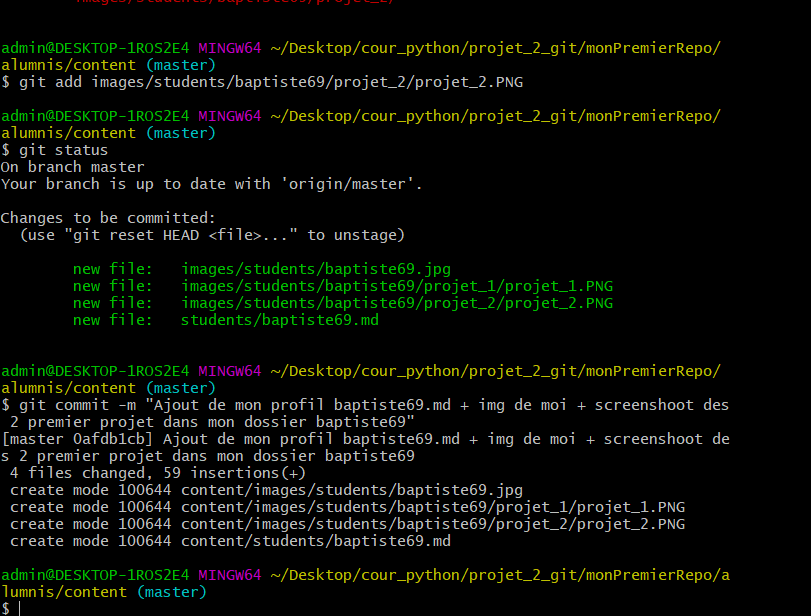 images/students/baptisteds/projet_2/
admin@DESKTOP-1ROS2E4 MINGW64 ~/Desktop/cour_python/projet_2_git/monPremierRepo/
alumnis/content (master)
$ git add images/students/baptiste69/projet_2/projet_2.PNG
admin@DESKTOP-1ROS2E4 MINGW64 ~/Desktop/cour_python/projet_2_git/monPremierRepo/
alumnis/content (master)
$ git status
On branch master
Your branch is up to date with 'origin/master'.
Changes to be committed:
(use "git reset HEAD <file>..." to unstage)
new file:   images/students/baptiste69.jpg
new file:   images/students/baptiste69/projet_1/projet_1.PNG
new file:   images/students/baptiste69/projet_2/projet_2.PNG
new file:   students/baptiste69.md
admin@DESKTOP-1ROS2E4 MINGW64 ~/Desktop/cour_python/projet_2_git/monPremierRepo/
alumnis/content (master)
$ git commit -m "Ajout de mon profil baptiste69.md + img de moi + screenshoot des
2 premier projet dans mon dossier baptiste69"
[master 0afdb1cb] Ajout de mon profil baptiste69.md + img de moi + screenshoot de
s 2 premier projet dans mon dossier baptiste69
4 files changed, 59 insertions(+)
create mode 100644 content/images/students/baptiste69.jpg
create mode 100644 content/images/students/baptiste69/projet_1/projet_1.PNG
create mode 100644 content/images/students/baptiste69/projet_2/projet_2.PNG
create mode 100644 content/students/baptiste69.md
admin@DESKTOP-1ROS2E4 MINGW64 ~/Desktop/cour_python/projet_2_git/monPremierRepo/a
lumnis/content (master)
$